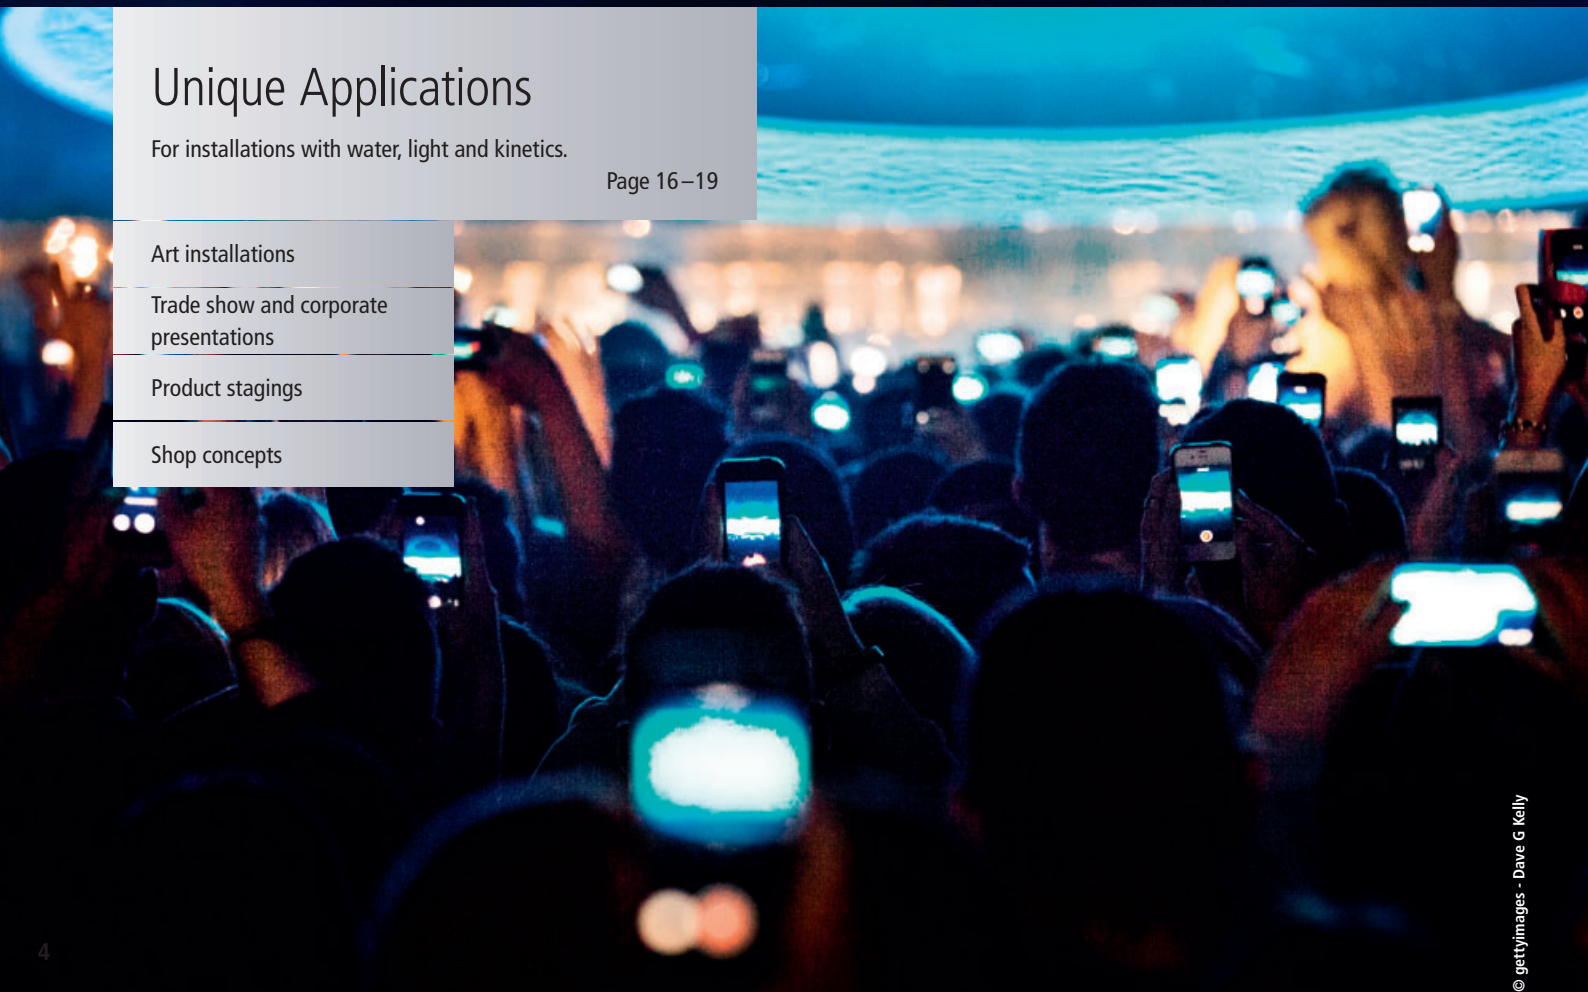 Unique Applications
For installations with water, light and kinetics.
Page 16–19
Art installations
Trade show and corporate
presentations
Product stagings
Shop concepts
4
© gettyimages - Dave G Kelly